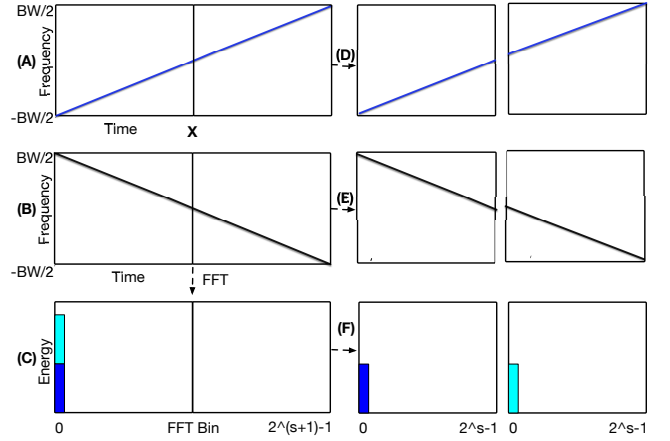 BW/2
(A)
Frequency
(D)
-BW/2
Time
X
BW/2
(B)
Frequency
(E)
-BW/2
Time
FFT
(C)
Energy
(F)
0
FFT Bin
2^(s+1)-1
0
2^s-1
0
2^s-1